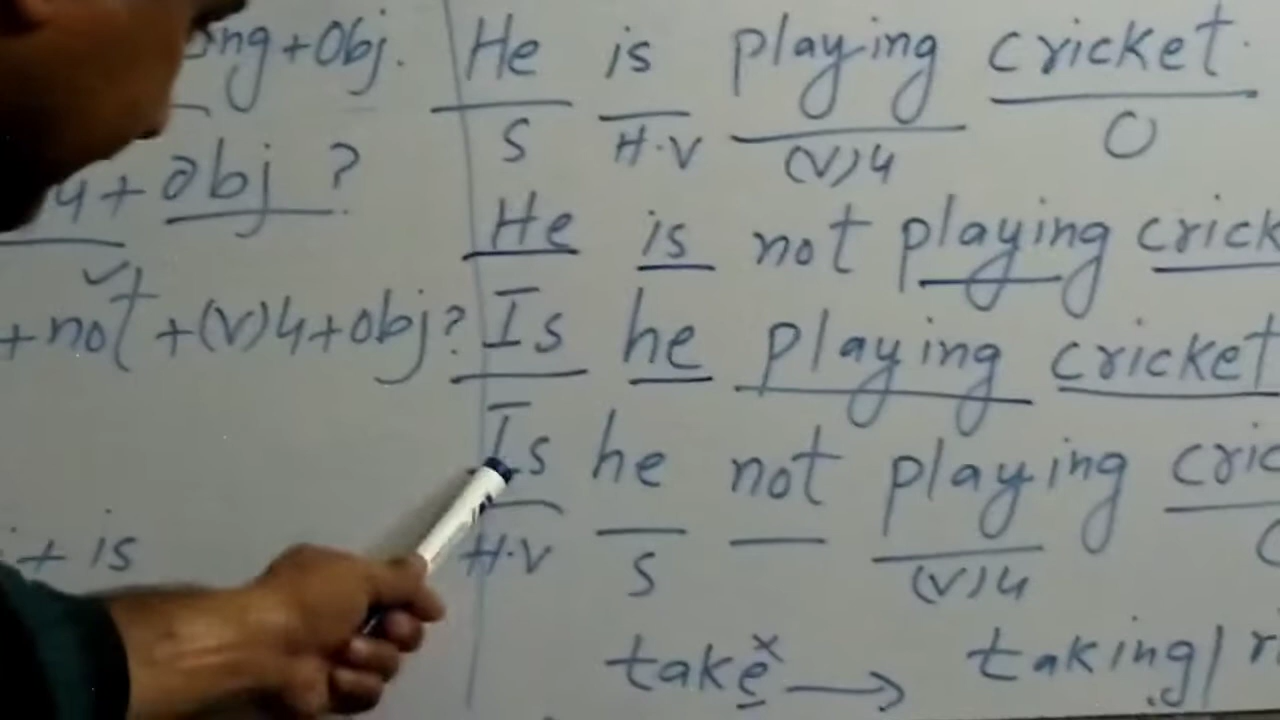 ng+Obj. He is playing cricket.
S H.V (V)4 O
4+obj ?
He is not playing crick
+not+(V)4+obj? Is he playing cricket
Is he not playing cric
+ is H.V S (V)4
take x → taking/